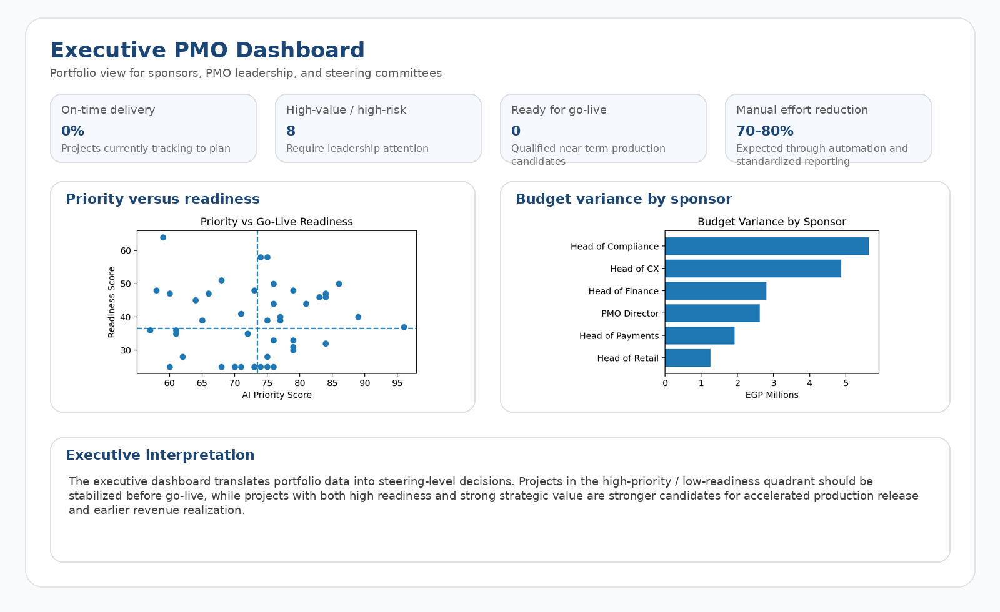 Executive PMO Dashboard
Portfolio view for sponsors, PMO leadership, and steering committees
On-time delivery
0%
Projects currently tracking to plan
High-value / high-risk
8
Require leadership attention
Ready for go-live
0
Qualified near-term production
candidates
Manual effort reduction
70-80%
Expected through automation and
standardized reporting
Priority versus readiness
Priority vs Go-Live Readiness
Readiness Score
60
50
40
30
60 65 70 75 80 85 90 95
AI Priority Score
Budget variance by sponsor
Budget Variance by Sponsor
Head of Compliance
Head of CX
Head of Finance
PMO Director
Head of Payments
Head of Retail
0 1 2 3 4 5
EGP Millions
Executive interpretation
The executive dashboard translates portfolio data into steering-level decisions. Projects in the high-priority / low-readiness quadrant should be
stabilized before go-live, while projects with both high readiness and strong strategic value are stronger candidates for accelerated production release
and earlier revenue realization.